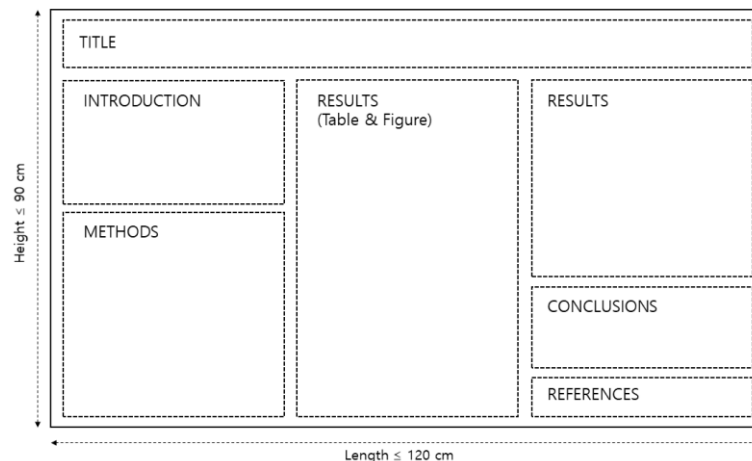 TITLE
INTRODUCTION
METHODS
RESULTS
(Table & Figure)
RESULTS
CONCLUSIONS
REFERENCES
Height ≤ 90 cm
Length ≤ 120 cm